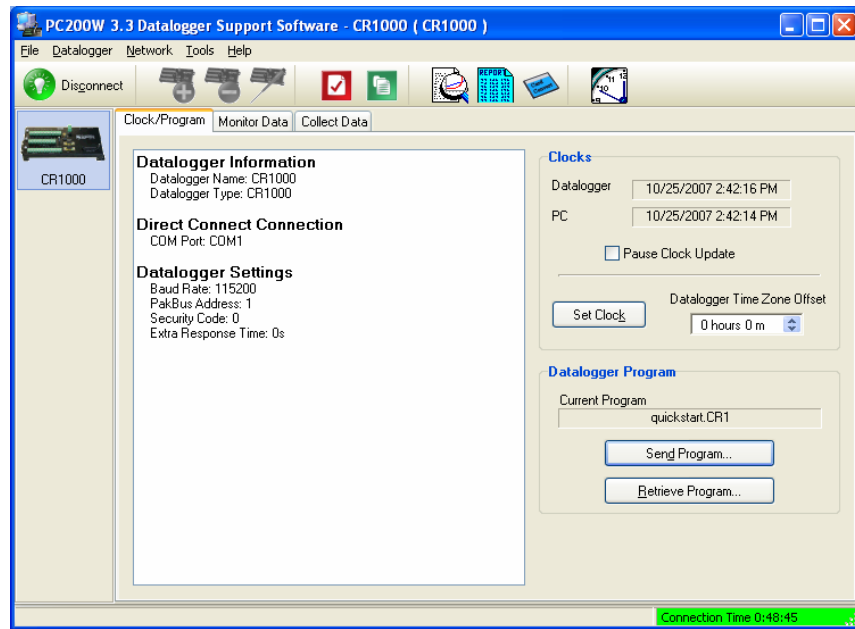 PC200W 3.3 Datalogger Support Software - CR1000 ( CR1000 )
File Datalogger Network Tools Help
Disconnect
REPORT
Clock/Program Monitor Data Collect Data
CR1000
Datalogger Information
Datalogger Name: CR1000
Datalogger Type: CR1000
Direct Connect Connection
COM Port: COM1
Datalogger Settings
Baud Rate: 115200
PakBus Address: 1
Security Code: 0
Extra Response Time: 0s
Clocks
Datalogger 10/25/2007 2:42:16 PM
PC 10/25/2007 2:42:14 PM
Pause Clock Update
Datalogger Time Zone Offset
Set Clock 0 hours 0 m
Datalogger Program
Current Program
quickstart.CR1
Send Program...
Retrieve Program...
Connection Time 0:48:45